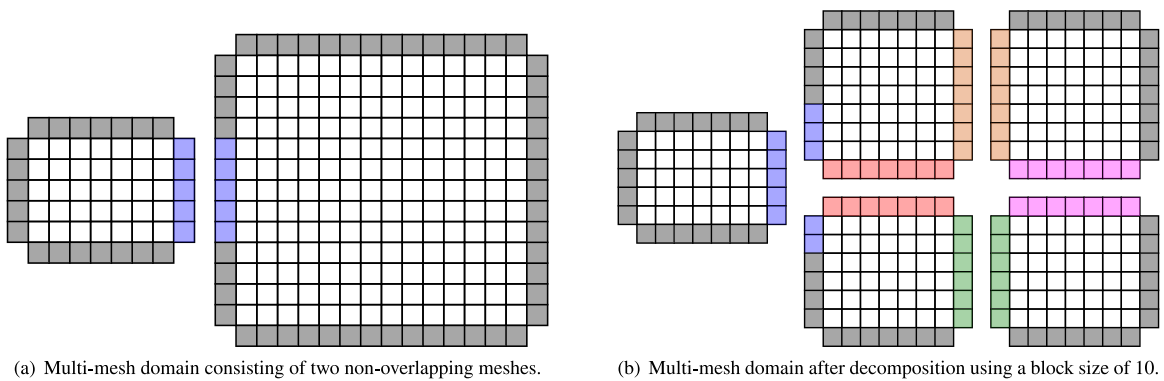 (a) Multi-mesh domain consisting of two non-overlapping meshes.
(b) Multi-mesh domain after decomposition using a block size of 10.